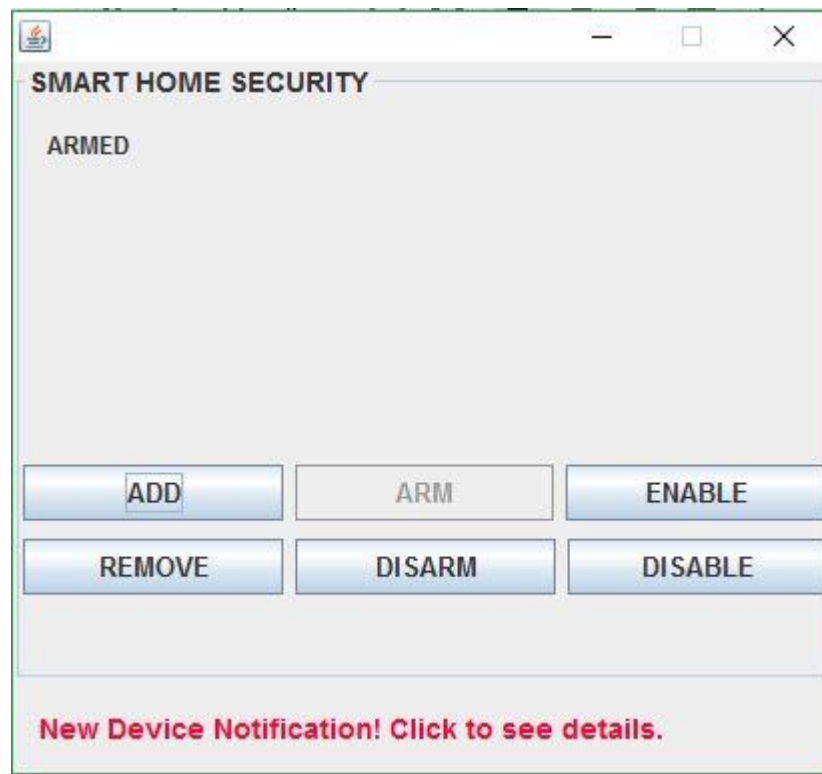 SMART HOME SECURITY
ARMED
ADD ARM ENABLE
REMOVE DISARM DISABLE
New Device Notification! Click to see details.